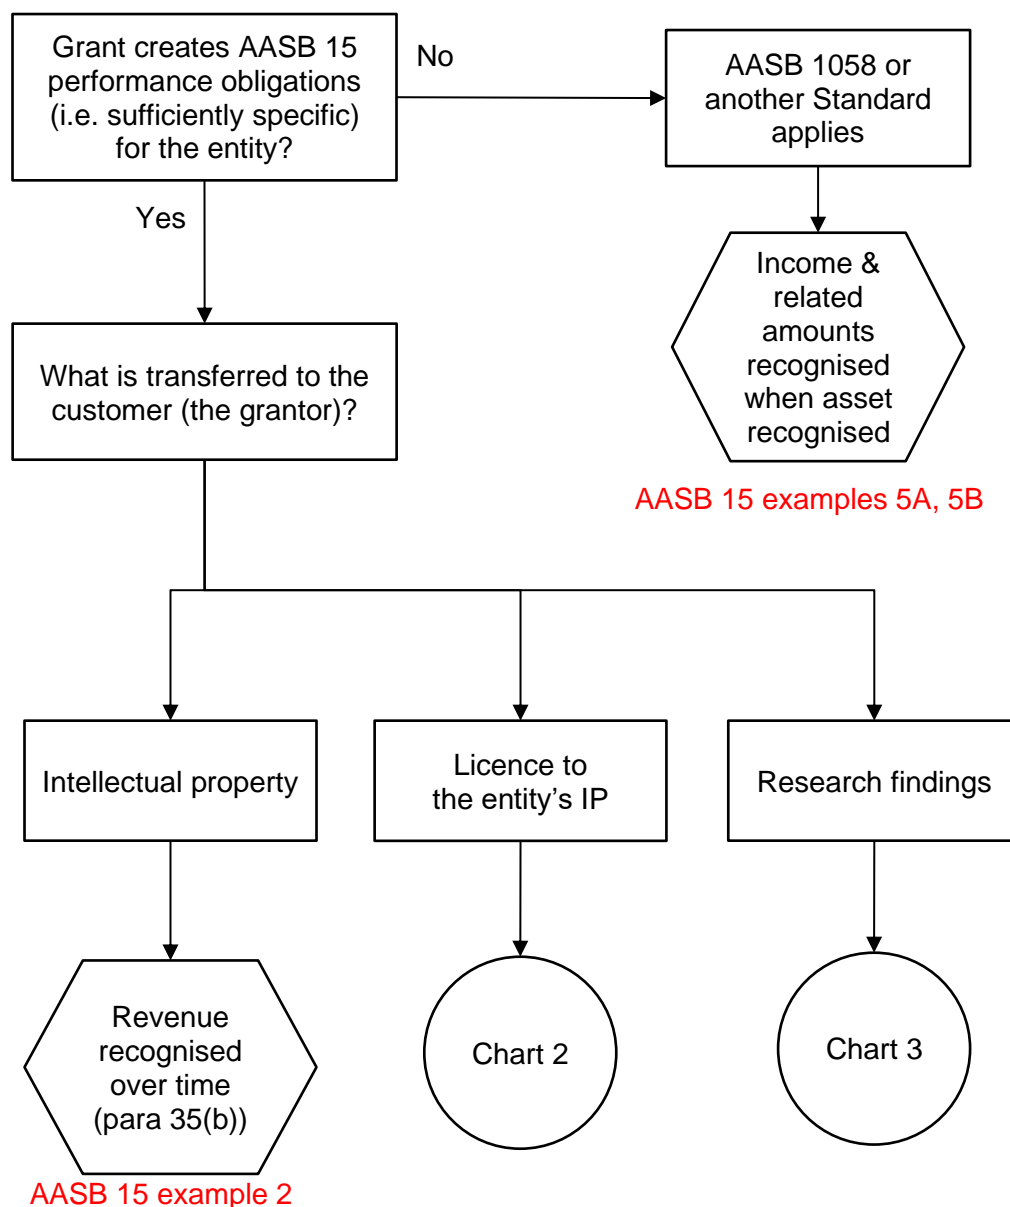 Grant creates AASB 15
performance obligations
(i.e. sufficiently specific)
for the entity?
No
AASB 1058 or
another Standard
applies
Yes
Income &
related
amounts
recognised
when asset
recognised
What is transferred to the
customer (the grantor)?
AASB 15 examples 5A, 5B
Intellectual property
Licence to
the entity’s IP
Research findings
Revenue
recognised
over time
(para 35(b))
Chart 2
Chart 3
AASB 15 example 2